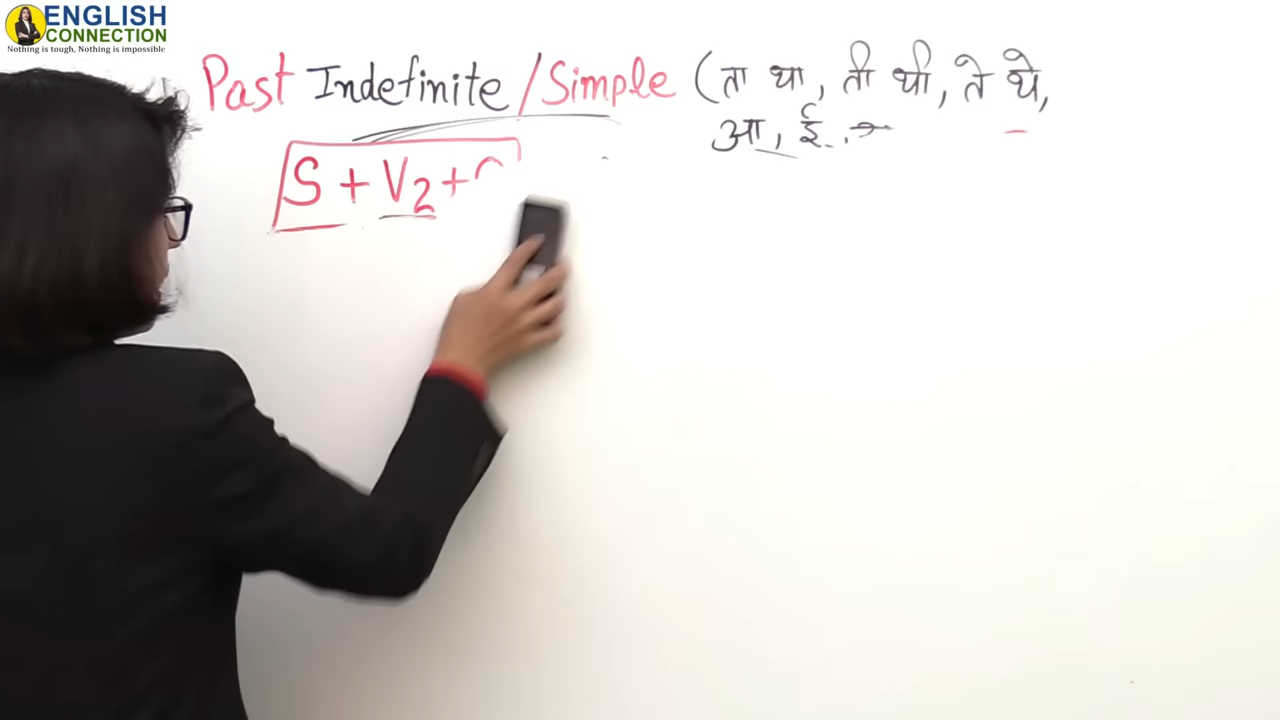 ENGLISH
CONNECTION
Nothing is tough, Nothing is impossible
Past Indefinite / Simple (ता था, ती थी, ते थे,
आ, ई..
S + V2 +